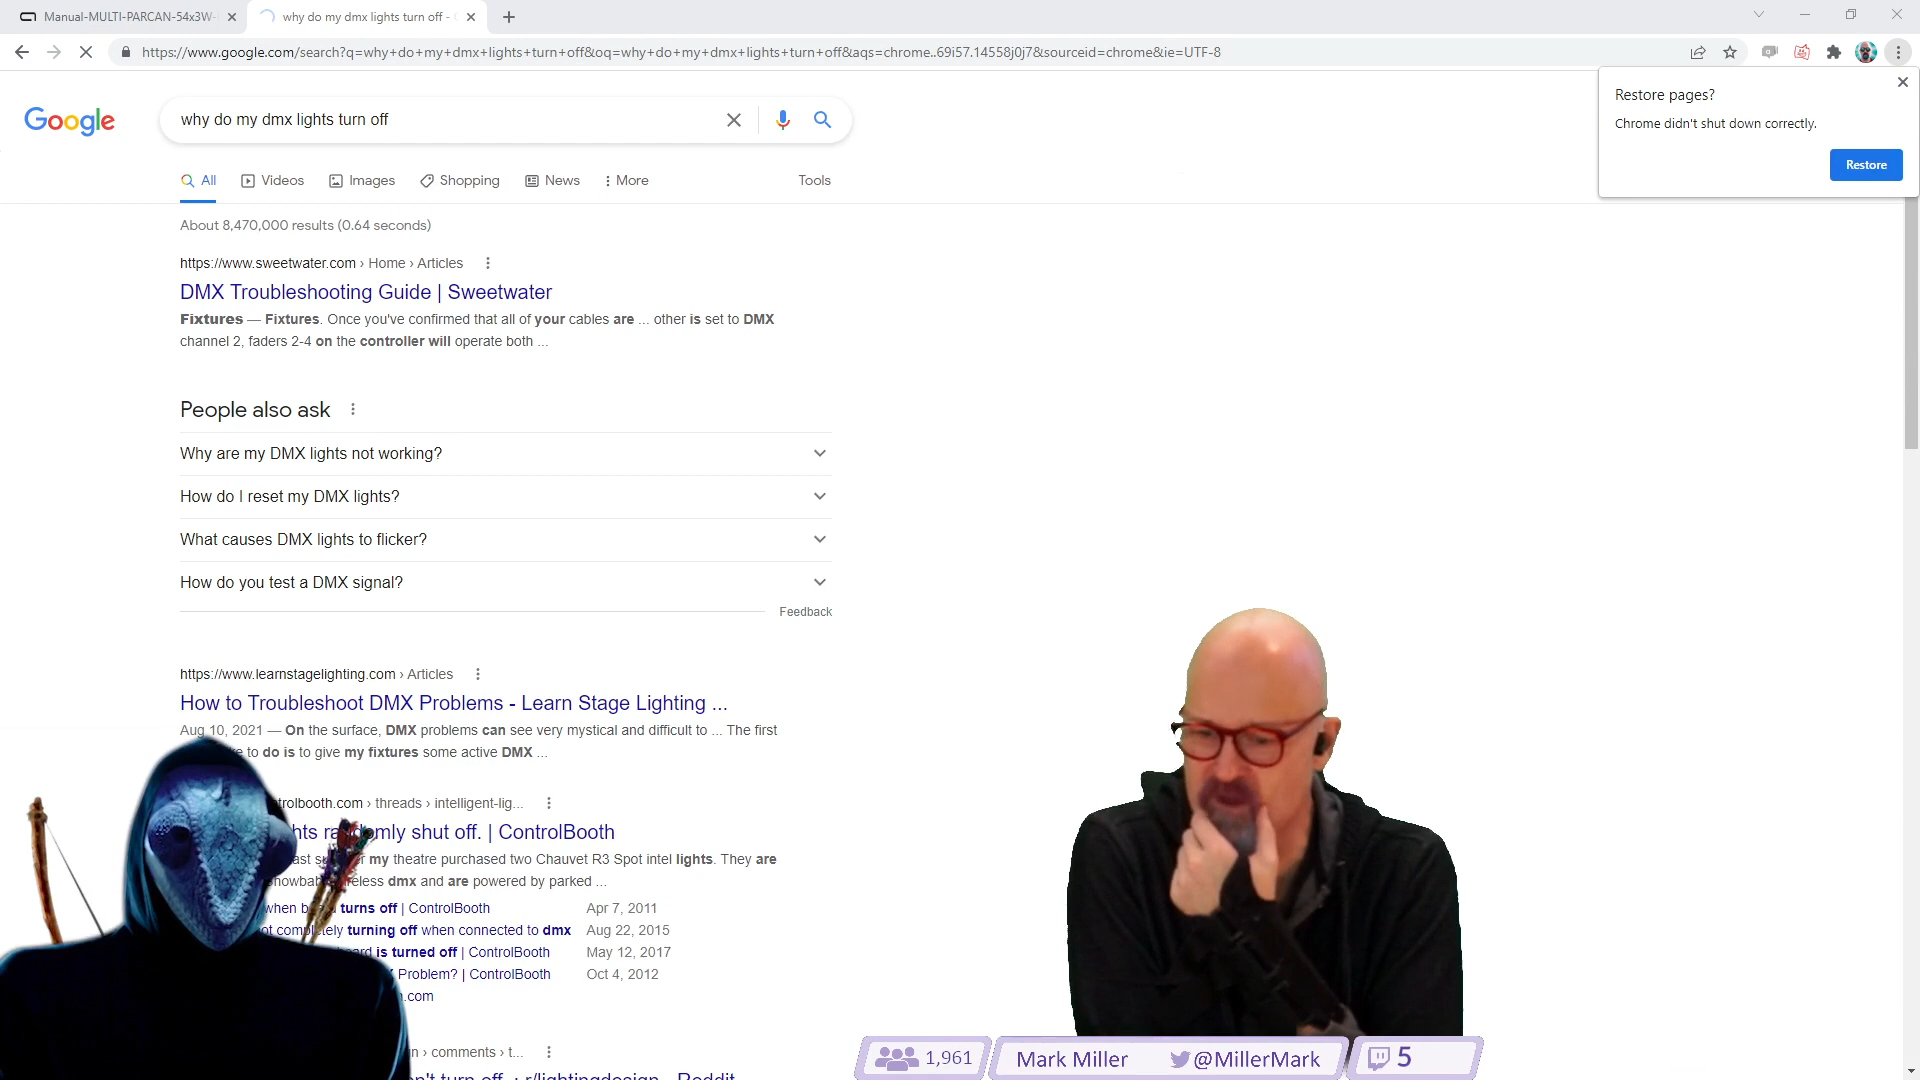 Manual-MULTI-PARCAN-54x3W-
why do my dmx lights turn off -
https://www.google.com/search?q=why+do+my+dmx+lights+turn+off&oq=why+do+my+dmx+lights+turn+off&aqs=chrome..69i57.14558j0j7&sourceid=chrome&ie=UTF-8
Restore pages?
Chrome didn't shut down correctly.
Restore
Google
why do my dmx lights turn off
All
Videos
Images
Shopping
News
More
Tools
About 8,470,000 results (0.64 seconds)
https://www.sweetwater.com › Home › Articles
DMX Troubleshooting Guide | Sweetwater
Fixtures — Fixtures. Once you've confirmed that all of your cables are ... other is set to DMX
channel 2, faders 2-4 on the controller will operate both ...
People also ask
Why are my DMX lights not working?
How do I reset my DMX lights?
What causes DMX lights to flicker?
How do you test a DMX signal?
Feedback
https://www.learnstagelighting.com › Articles
How to Troubleshoot DMX Problems - Learn Stage Lighting ...
Aug 10, 2021 — On the surface, DMX problems can see very mystical and difficult to ... The first
to do is to give my fixtures some active DMX ...
trolbooth.com › threads › intelligent-lig...
randomly shut off. | ControlBooth
my theatre purchased two Chauvet R3 Spot intel lights. They are
dmx and are powered by parked ...
when turns off | ControlBooth Apr 7, 2011
completely turning off when connected to dmx Aug 22, 2015
is turned off | ControlBooth May 12, 2017
Problem? | ControlBooth Oct 4, 2012
.com
› comments › t...
turn off. : r/lightingdesign - Reddit
1,961
Mark Miller
@MillerMark
5